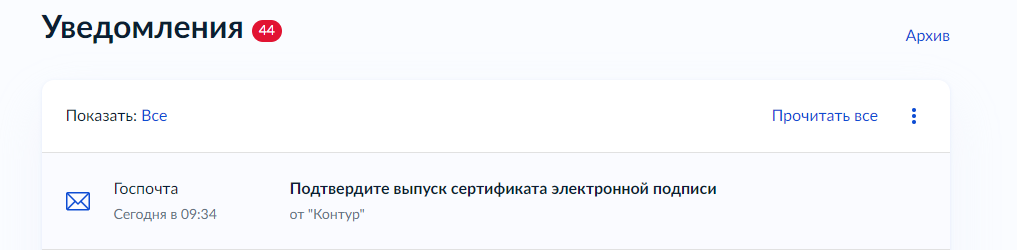 Уведомления 44
Архив
Показать: Все
Прочитать все
Госпочта
Подтвердите выпуск сертификата электронной подписи
Сегодня в 09:34
от "Контур"